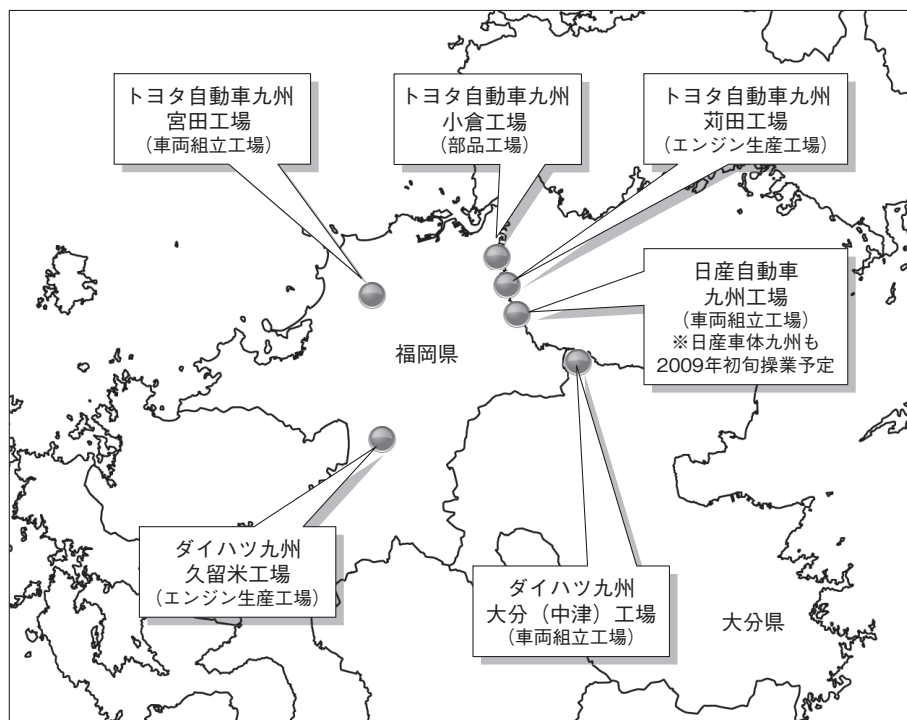 トヨタ自動車九州
宮田工場
（車両組立工場）
トヨタ自動車九州
小倉工場
（部品工場）
トヨタ自動車九州
苅田工場
（エンジン生産工場）
日産自動車
九州工場
（車両組立工場）
※日産車体九州も
2009年初旬操業予定
福岡県
ダイハツ九州
久留米工場
（エンジン生産工場）
ダイハツ九州
大分（中津）工場
（車両組立工場）
大分県